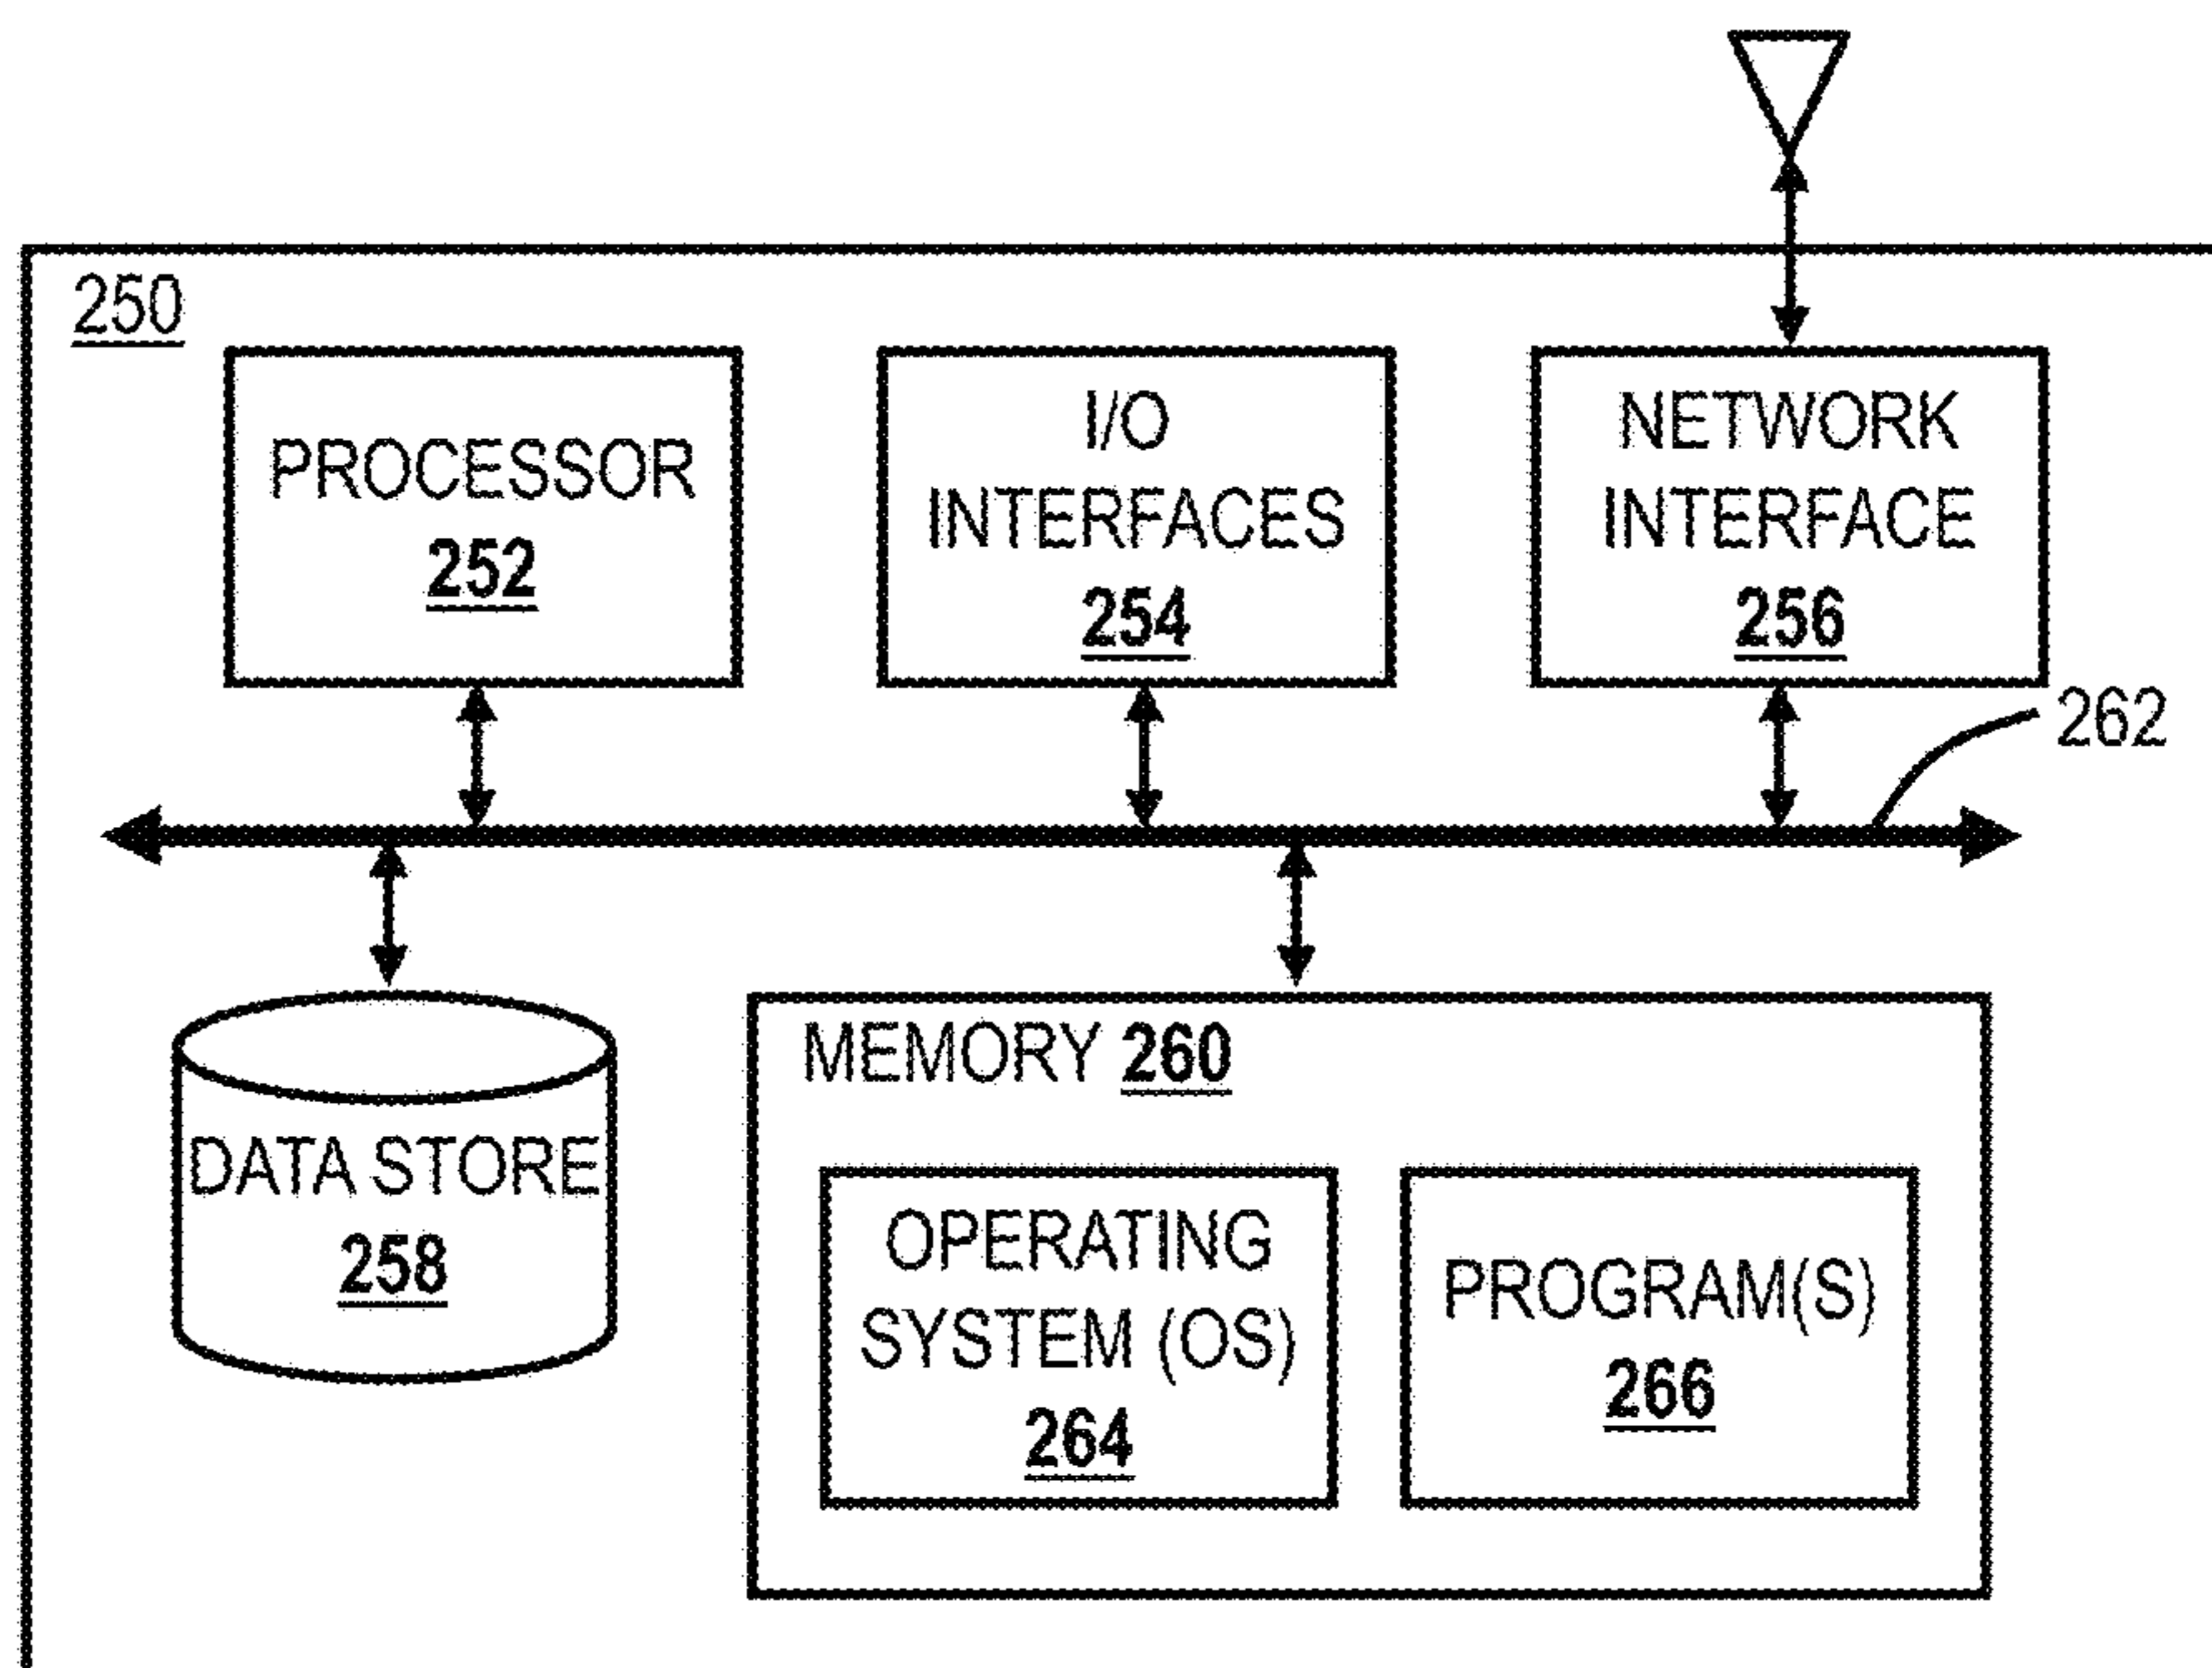 250
PROCESSOR
252
I/O
INTERFACES
254
NETWORK
INTERFACE
256
262
DATA STORE
258
MEMORY 260
OPERATING
SYSTEM (OS)
264
PROGRAM(S)
266